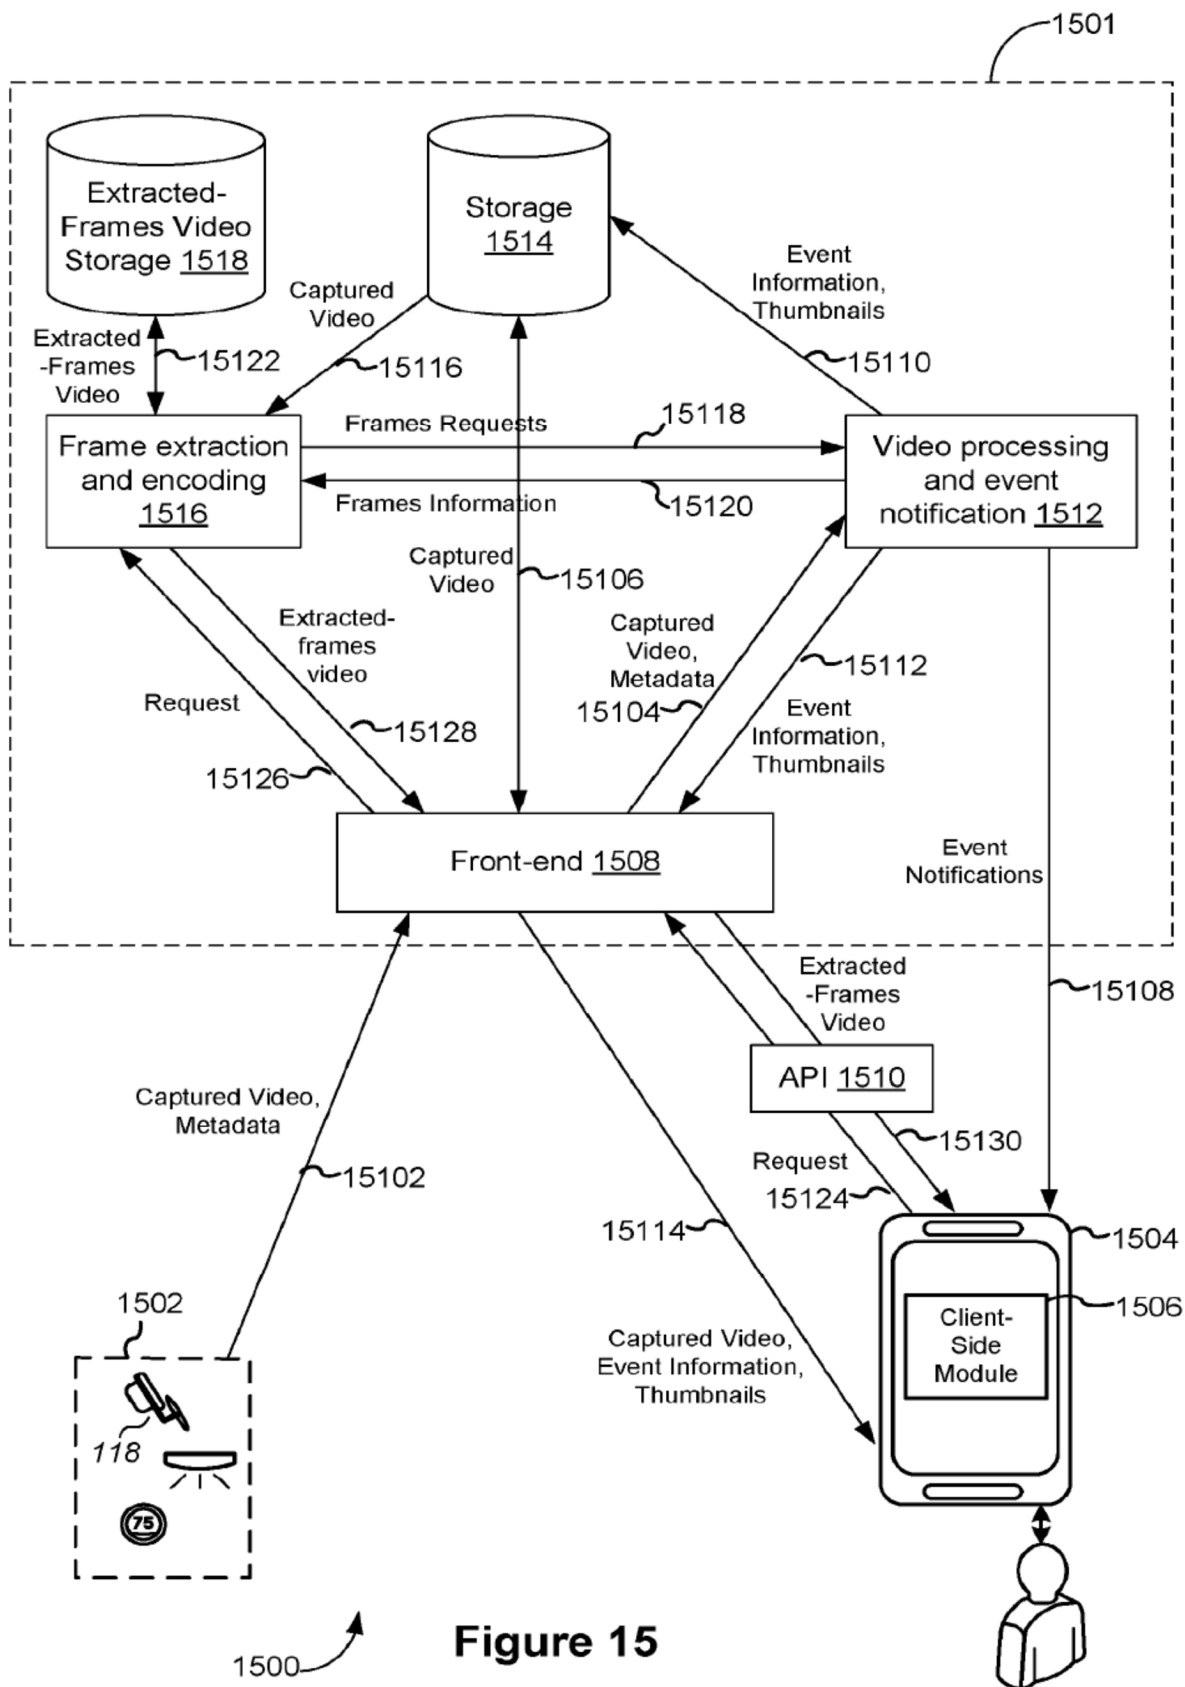 1501
Extracted-
Frames Video
Storage 1518
Storage
1514
Event
Information,
Thumbnails
15110
Captured
Video
15116
Extracted
-Frames
Video
15122
Frame extraction
and encoding
1516
Frames Requests
15118
Frames Information
15120
Video processing
and event
notification 1512
Captured
Video
15106
Extracted-
frames
video
15128
Request
15126
Captured
Video,
Metadata
15104
15112
Event
Information,
Thumbnails
Front-end 1508
Event
Notifications
15108
Extracted
-Frames
Video
API 1510
15130
Request
15124
Captured Video,
Metadata
15102
15114
Captured Video,
Event Information,
Thumbnails
1504
1506
Client-
Side
Module
1502
118
75
1500
Figure 15